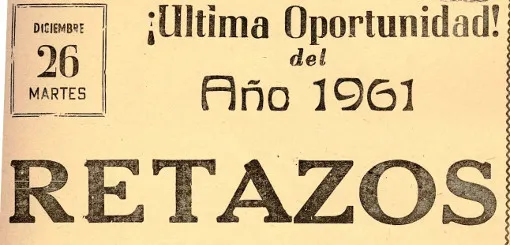 DICIEMBRE
26
MARTES
¡Ultima Oportunidad!
del
Año 1961
RETAZOS